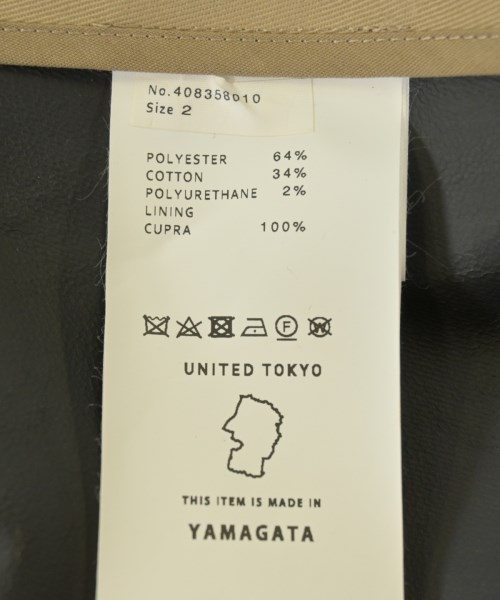 No.408358010
Size 2
POLYESTER 64%
COTTON 34%
POLYURETHANE 2%
LINING
CUPRA 100%
F W
UNITED TOKYO
THIS ITEM IS MADE IN
YAMAGATA